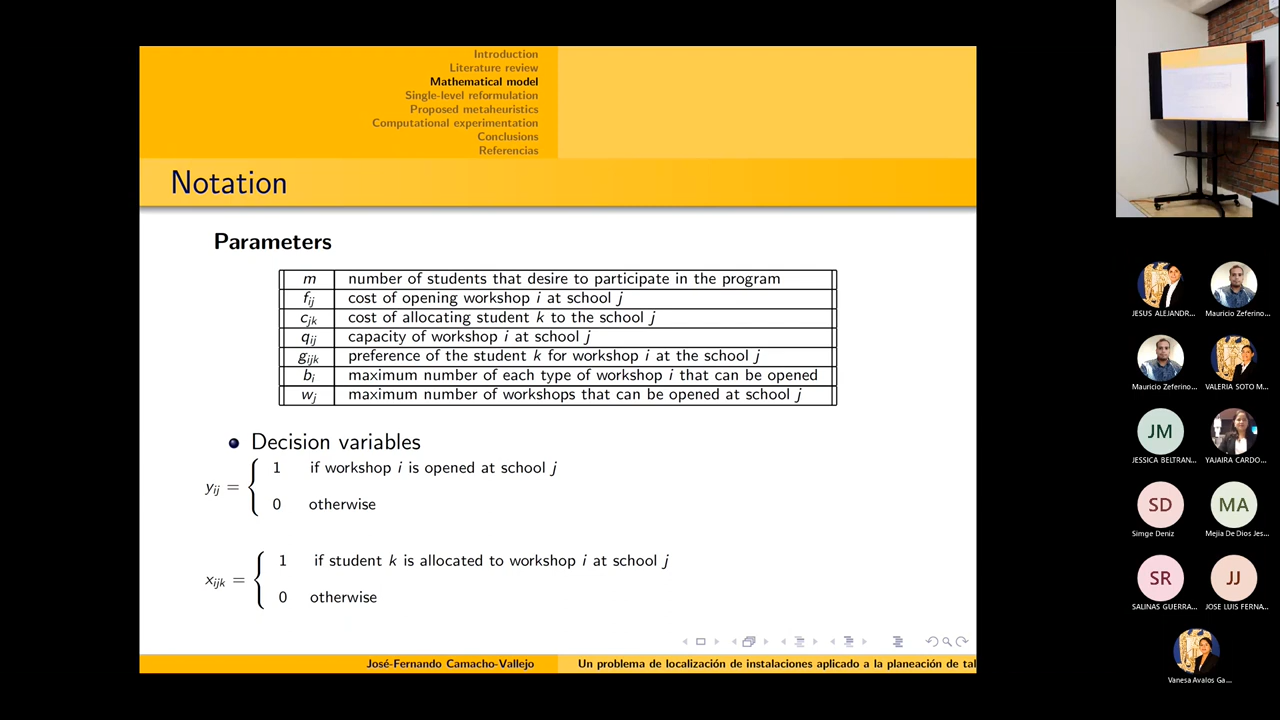 Introduction
Literature review
Mathematical model
Single-level reformulation
Proposed metaheuristics
Computational experimentation
Conclusions
Referencias
Notation
Parameters
m number of students that desire to participate in the program
f_ij cost of opening workshop i at school j
c_jk cost of allocating student k to the school j
q_ij capacity of workshop i at school j
g_ijk preference of the student k for workshop i at the school j
b_i maximum number of each type of workshop i that can be opened
w_j maximum number of workshops that can be opened at school j
Decision variables
y_ij = { 1 if workshop i is opened at school j
0 otherwise
x_ijk = { 1 if student k is allocated to workshop i at school j
0 otherwise
José-Fernando Camacho-Vallejo Un problema de localización de instalaciones aplicado a la planeación de tal
JESUS ALEJANDR... Mauricio Zeferino...
Mauricio Zeferino... VALERIA SOTO M...
JM
JESSICA BELTRAN... YAJAIRA CARDO...
SD MA
Simge Deniz Mejía De Dios Jes...
SR JJ
SALINAS GUERRA... JOSE LUIS FERNA...
Vanesa Avalos Ga...